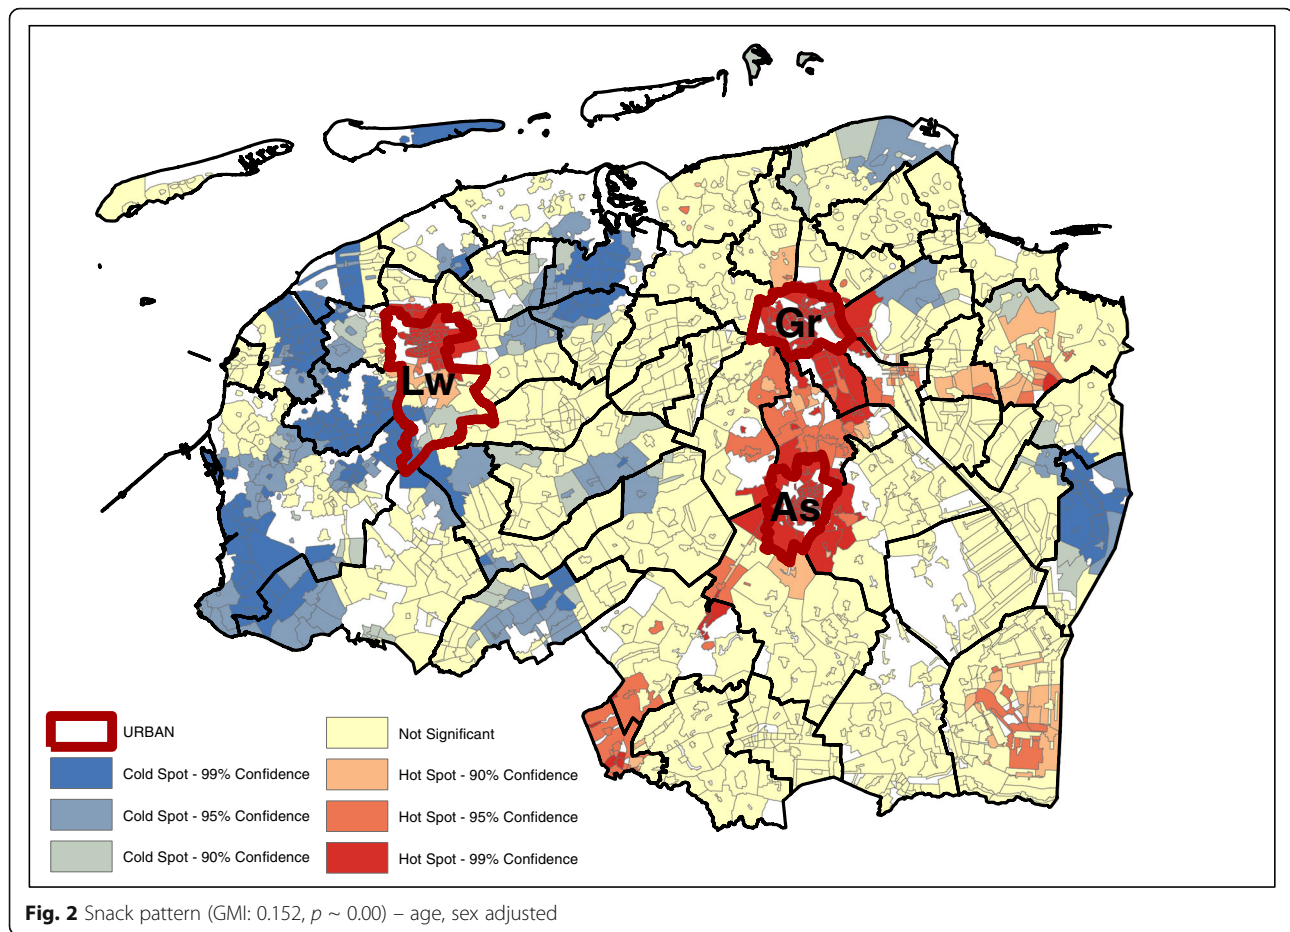 Gr
Lw
As
URBAN
Cold Spot - 99% Confidence
Cold Spot - 95% Confidence
Cold Spot - 90% Confidence
Not Significant
Hot Spot - 90% Confidence
Hot Spot - 95% Confidence
Hot Spot - 99% Confidence
Fig. 2 Snack pattern (GMI: 0.152, p ~ 0.00) – age, sex adjusted